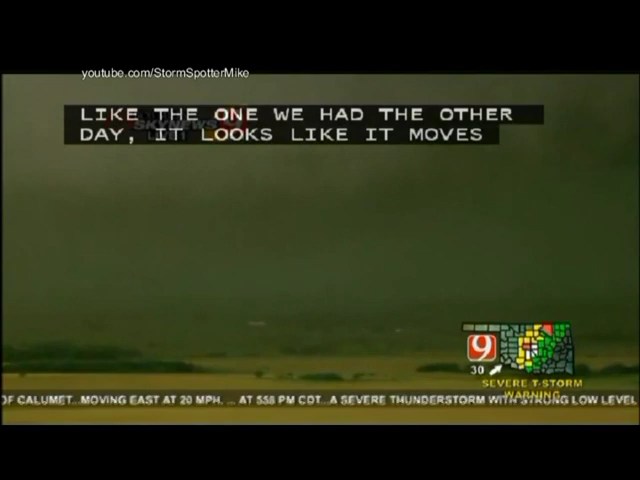 youtube.com/StormSpotterMike
LIKE THE ONE WE HAD THE OTHER
DAY, IT LOOKS LIKE IT MOVES
SKYNEWS 9
9
30
SEVERE T-STORM
WARNING
OF CALUMET...MOVING EAST AT 20 MPH. ... AT 558 PM CDT...A SEVERE THUNDERSTORM WITH STRONG LOW LEVEL